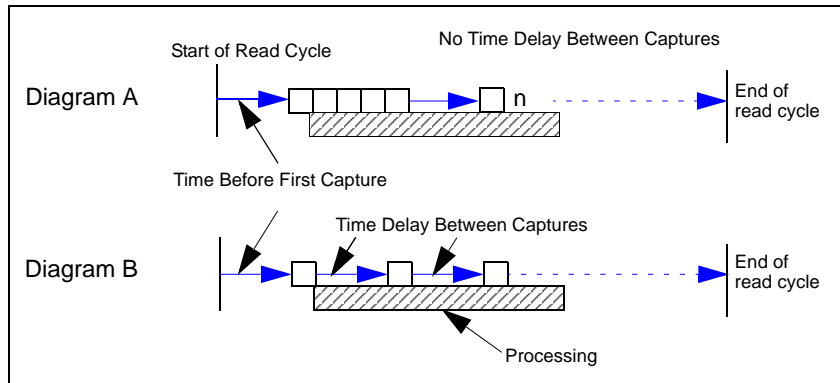 No Time Delay Between Captures
Start of Read Cycle
Diagram A
n
End of
read cycle
Time Before First Capture
Time Delay Between Captures
Diagram B
End of
read cycle
Processing